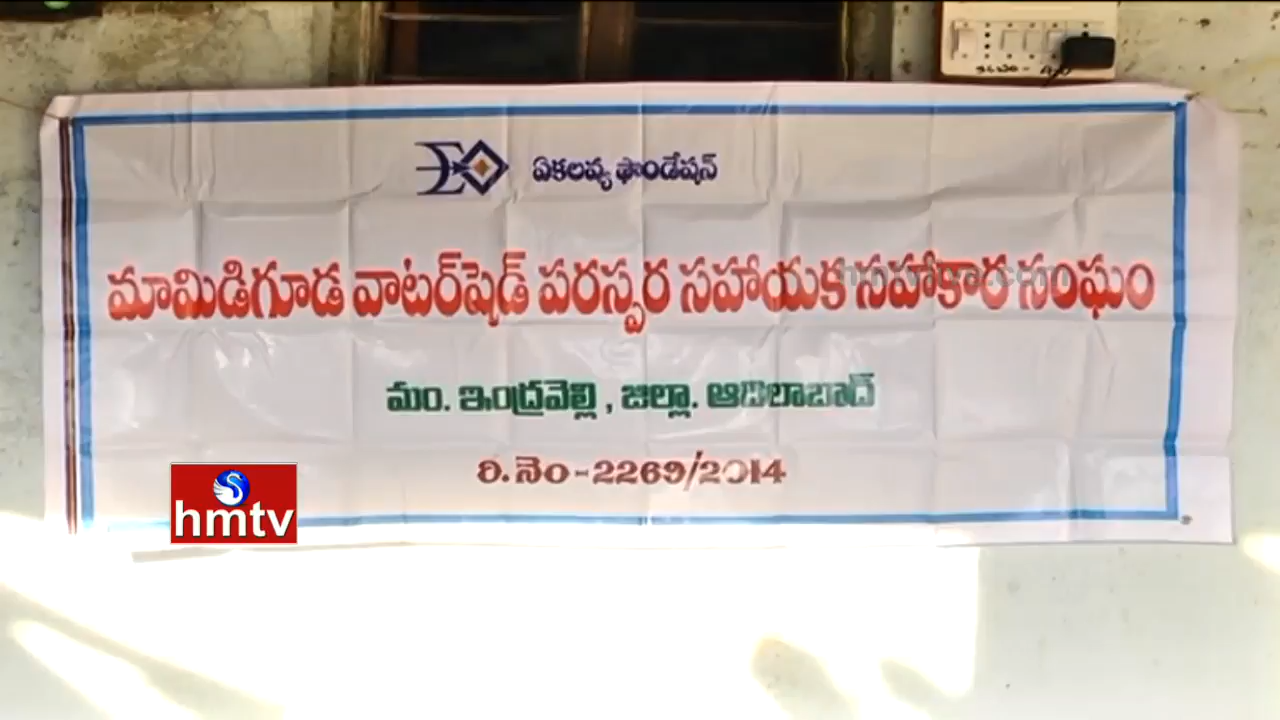 ఏకలవ్య ఫౌండేషన్
మామిడిగూడ వాటర్‌షెడ్ పరస్పర సహాయక సహకార సంఘం
మం. ఇంద్రవెల్లి , జిల్లా. ఆదిలాబాద్
రి.నెం-2269/2014
hmtv